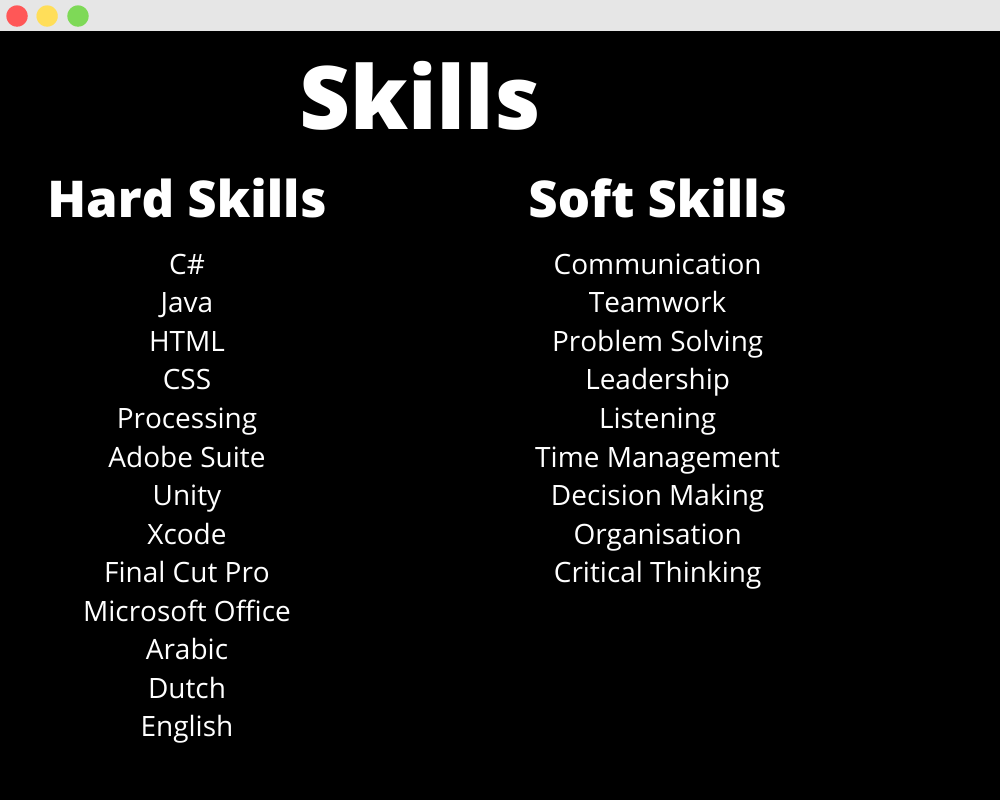 Skills
Hard Skills
C#
Java
HTML
CSS
Processing
Adobe Suite
Unity
Xcode
Final Cut Pro
Microsoft Office
Arabic
Dutch
English
Soft Skills
Communication
Teamwork
Problem Solving
Leadership
Listening
Time Management
Decision Making
Organisation
Critical Thinking